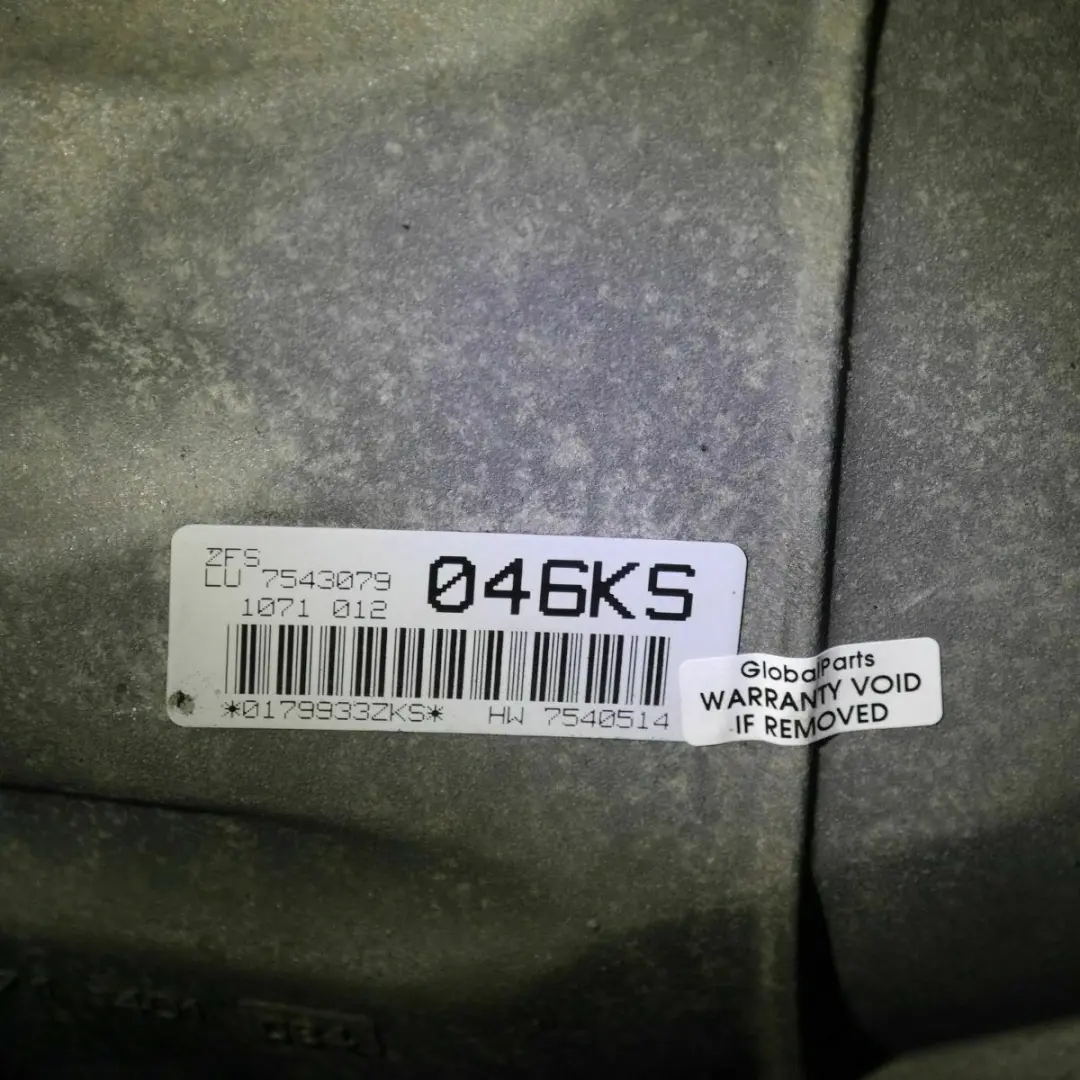 ZFS
LU 7543079
1071 012
046KS
*0179933ZKS*
HW 7540514
GlobalParts
WARRANTY VOID
IF REMOVED